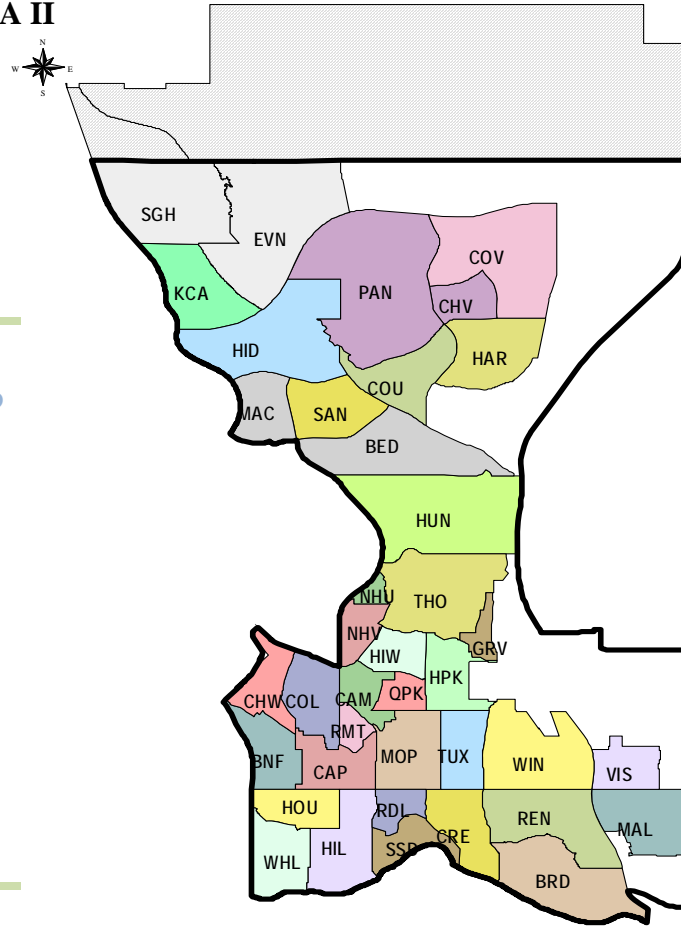 A II
N
W E
S
SGH
EVN
COV
KCA
PAN
CHV
HID
HAR
COU
MAC
SAN
BED
HUN
NHU
THO
NHV
GRV
HIW
HPK
QPK
CHW
COL
CAM
RMT
BNF
MOP
TUX
WIN
CAP
VIS
HOU
RDL
REN
MAL
CRE
SSD
HIL
WHL
BRD